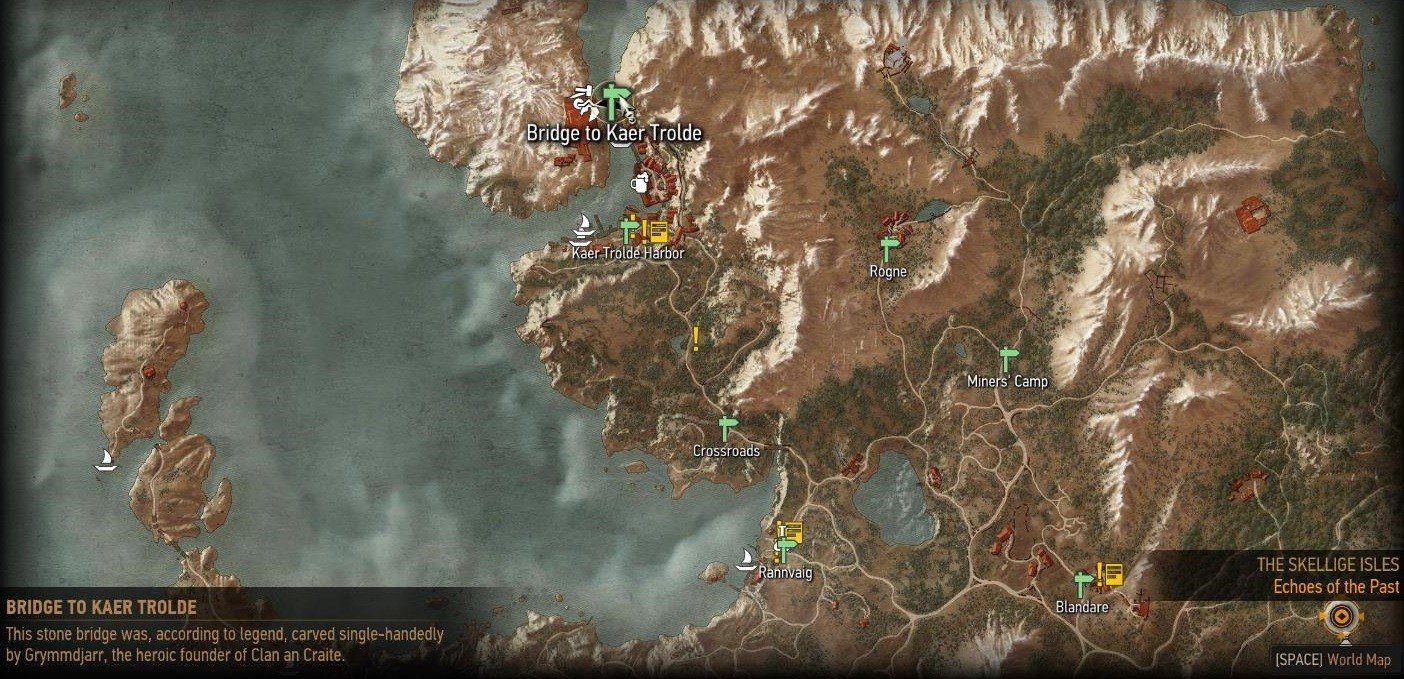 Bridge to Kaer Trolde
Kaer Trolde Harbor
Rogne
Miners' Camp
Crossroads
Rannvaig
Blandare
THE SKELLIGE ISLES
Echoes of the Past
[SPACE] World Map
BRIDGE TO KAER TROLDE
This stone bridge was, according to legend, carved single-handedly
by Grymmdjarr, the heroic founder of Clan an Craite.